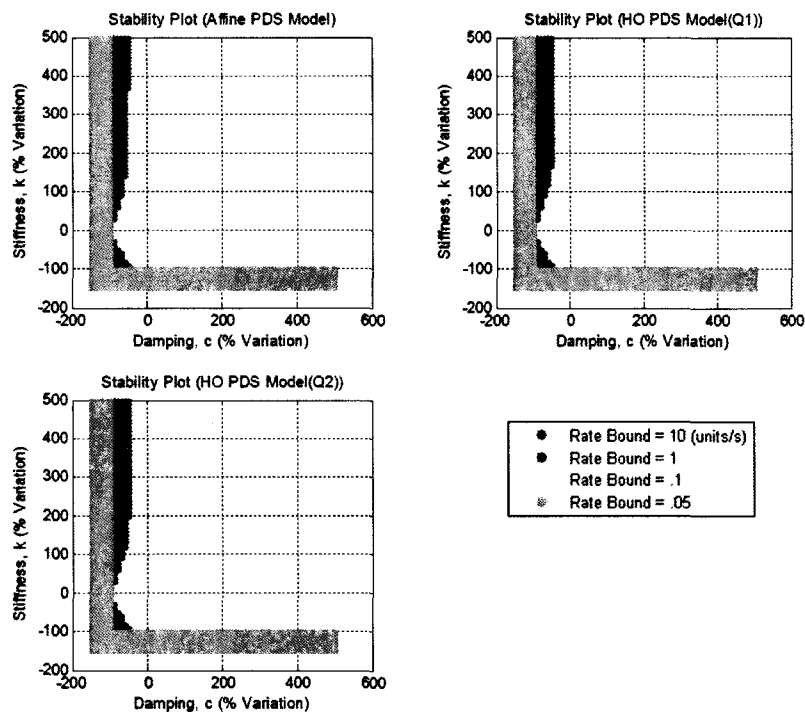 Stability Plot (Affine PDS Model)
500
400
300
200
100
0
-100
200
-200 0 200 400 600
Stiffness, k (% Variation)
Damping, c (% Variation)
Stability Plot (HO PDS Model(Q1))
500
400
300
200
100
0
-100
200
-200 0 200 400 600
Stiffness, k (% Variation)
Damping, c (% Variation)
Stability Plot (HO PDS Model(Q2))
500
400
300
200
100
0
-100
-200
-200 0 200 400 600
Stiffness, k (% Variation)
Damping, c (% Variation)
Rate Bound = 10 (units/s)
Rate Bound = 1
Rate Bound = .1
Rate Bound = .05